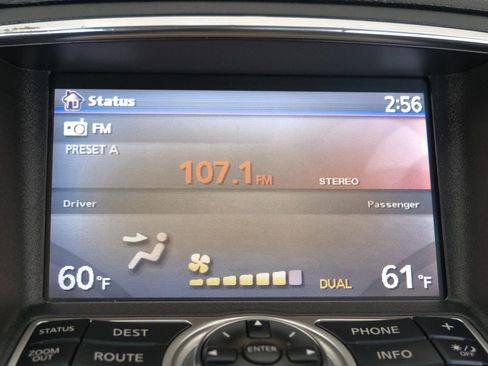 Status 2:56
FM
PRESET A
107.1 FM STEREO
Driver Passenger
60°F DUAL 61°F
STATUS DEST PHONE +
ZOOM OUT ROUTE ENTER INFO OFF